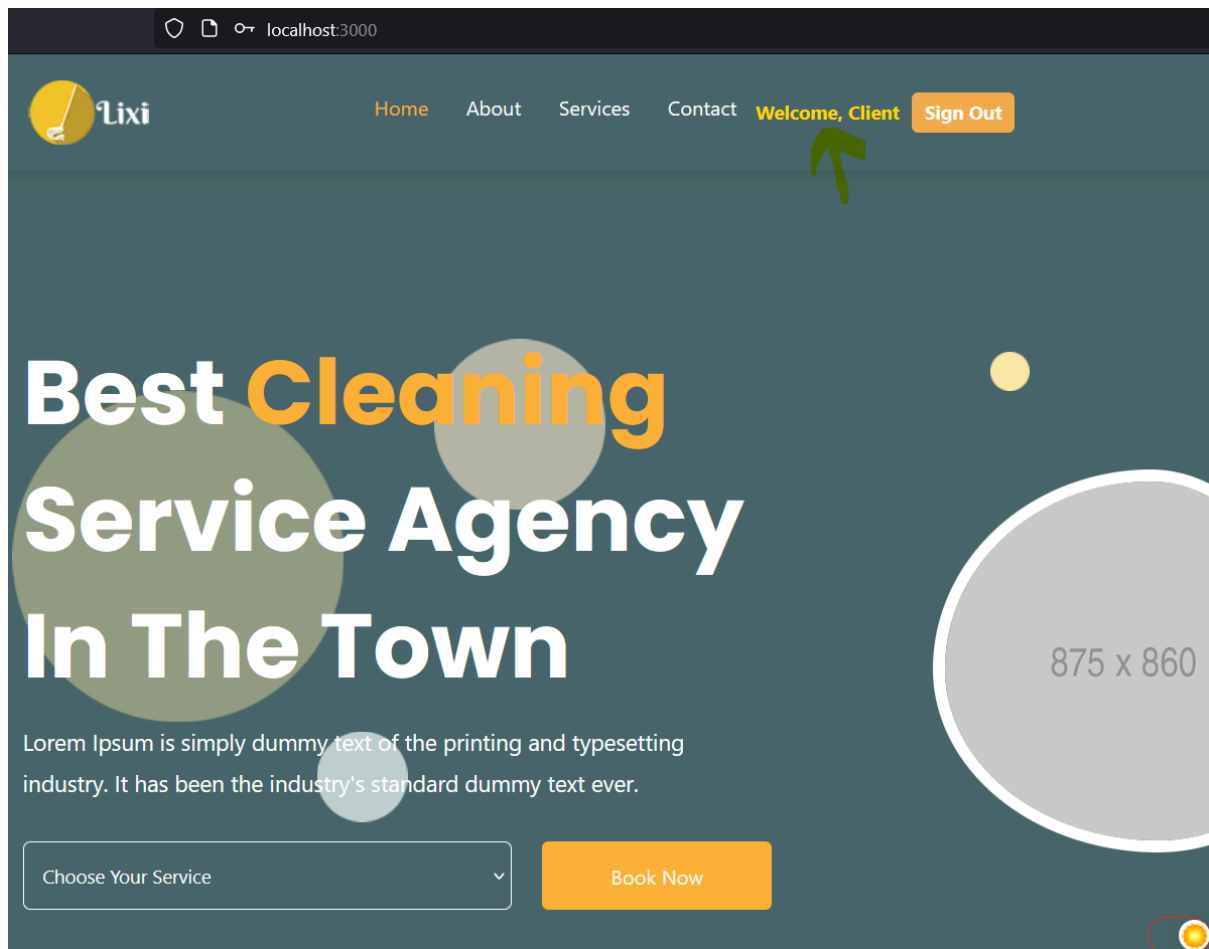 localhost:3000
Lixi
Home About Services Contact Welcome, Client Sign Out
Best Cleaning
Service Agency
In The Town
875 x 860
Lorem Ipsum is simply dummy text of the printing and typesetting
industry. It has been the industry's standard dummy text ever.
Choose Your Service
Book Now